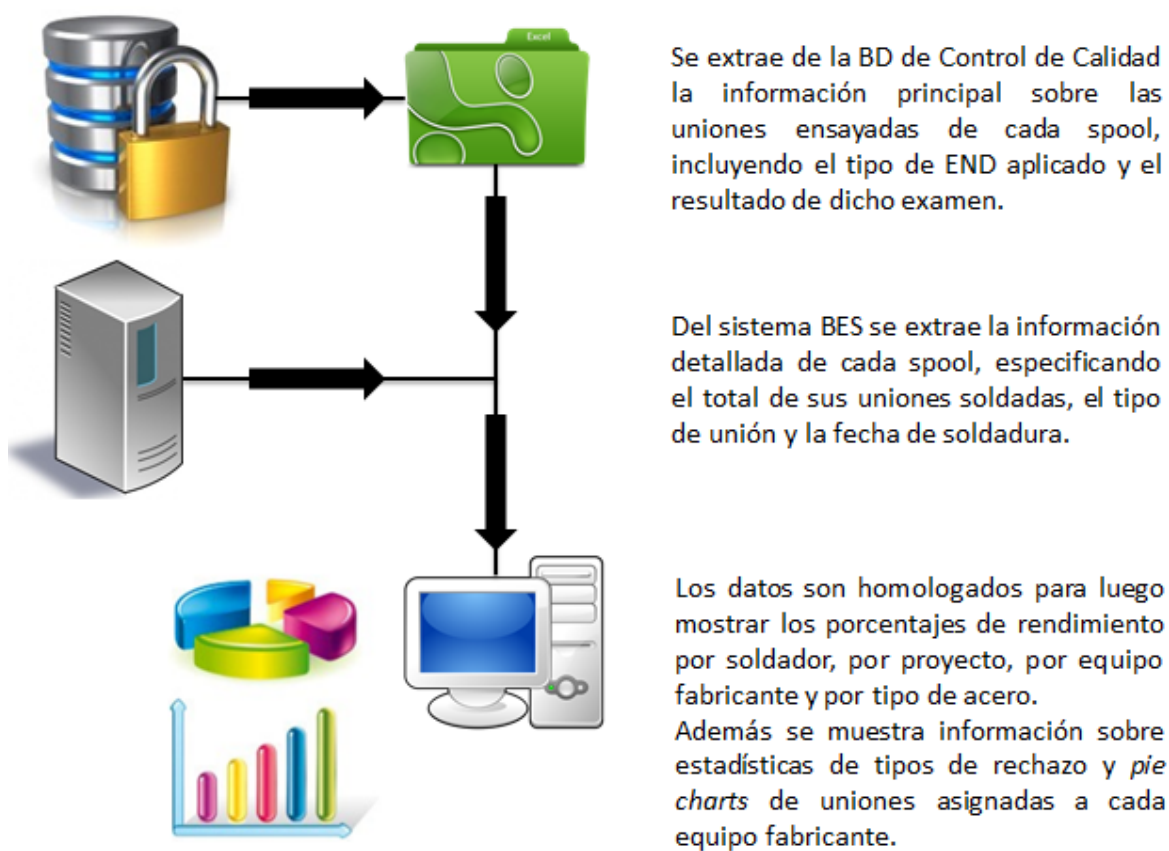 Excel
Se extrae de la BD de Control de Calidad
la información principal sobre las
uniones ensayadas de cada spool,
incluyendo el tipo de END aplicado y el
resultado de dicho examen.
Del sistema BES se extrae la información
detallada de cada spool, especificando
el total de sus uniones soldadas, el tipo
de unión y la fecha de soldadura.
Los datos son homologados para luego
mostrar los porcentajes de rendimiento
por soldador, por proyecto, por equipo
fabricante y por tipo de acero.
Además se muestra información sobre
estadísticas de tipos de rechazo y pie
charts de uniones asignadas a cada
equipo fabricante.